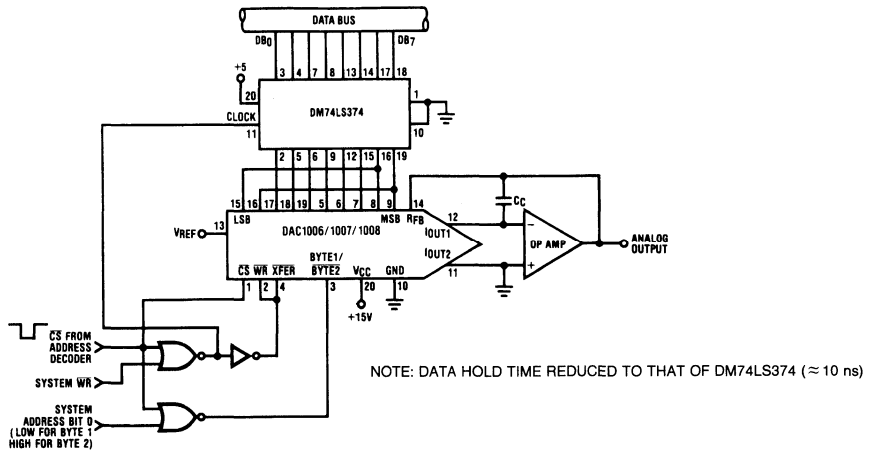 DATA BUS
DB0 DB7
3 4 7 8 13 14 17 18
+5
20 1
CLOCK DM74LS374
11 10
2 5 6 9 12 15 16 19
15 16 17 18 19 5 6 7 8 9 14
LSB MSB RFB
CC
VREF 13 DAC1006/1007/1008 IOUT1 12
− OP AMP ANALOG
OUTPUT
+
BYTE1/ IOUT2
CS WR XFER BYTE2 VCC GND 11
1 2 4 3 20 10
+15V
CS FROM
ADDRESS
DECODER
NOTE: DATA HOLD TIME REDUCED TO THAT OF DM74LS374 (≈ 10 ns)
SYSTEM WR
SYSTEM
ADDRESS BIT 0
(LOW FOR BYTE 1
HIGH FOR BYTE 2)